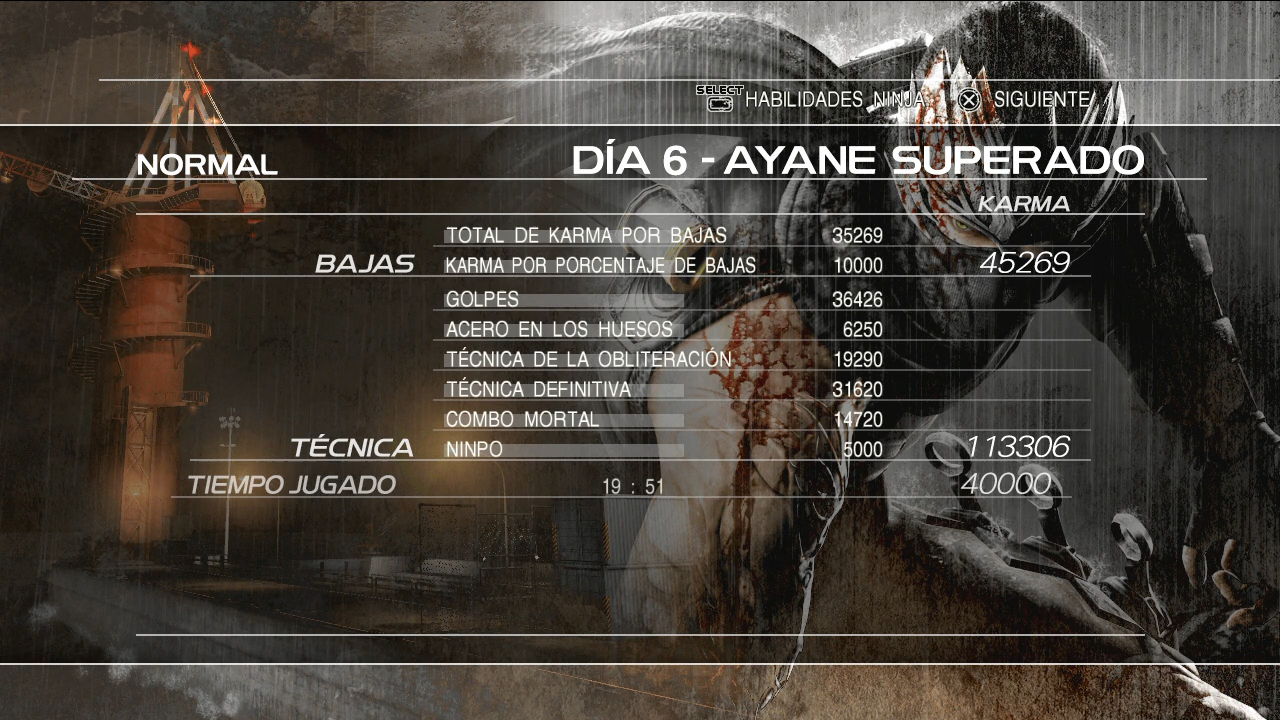 SELECT HABILIDADES NINJA SIGUIENTE
NORMAL DÍA 6 - AYANE SUPERADO
KARMA
TOTAL DE KARMA POR BAJAS 35269
BAJAS KARMA POR PORCENTAJE DE BAJAS 10000 45269
GOLPES 36426
ACERO EN LOS HUESOS 6250
TÉCNICA DE LA OBLITERACIÓN 19290
TÉCNICA DEFINITIVA 31620
COMBO MORTAL 14720
TÉCNICA NINPO 5000 113306
TIEMPO JUGADO 19 : 51 40000